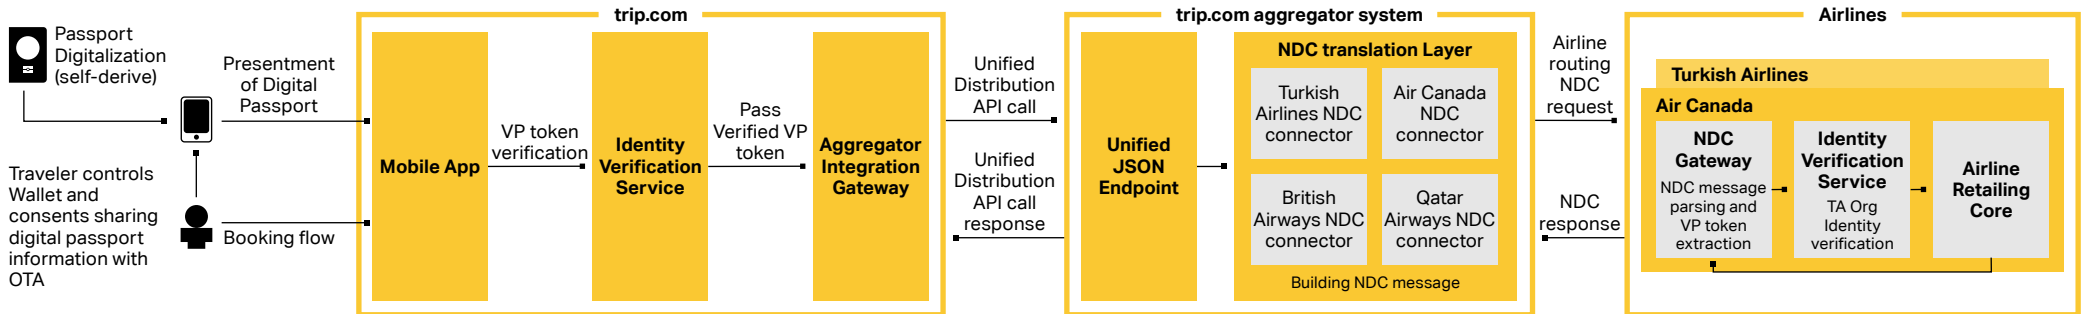 Passport
Digitalization
(self-derive)
Traveler controls
Wallet and
consents sharing
digital passport
information with
OTA
Presentment
of Digital
Passport
Booking flow
trip.com
Mobile App
VP token
verification
Identity
Verification
Service
Pass
Verified VP
token
Aggregator
Integration
Gateway
Unified
Distribution
API call
Unified
Distribution
API call
response
trip.com aggregator system
Unified
JSON
Endpoint
NDC translation Layer
Turkish
Airlines NDC
connector
Air Canada
NDC
connector
British
Airways NDC
connector
Qatar
Airways NDC
connector
Building NDC message
Airline
routing
NDC
request
NDC
response
Airlines
Turkish Airlines
Air Canada
NDC
Gateway
NDC message
parsing and
VP token
extraction
Identity
Verification
Service
TA Org
Identity
verification
Airline
Retailing
Core